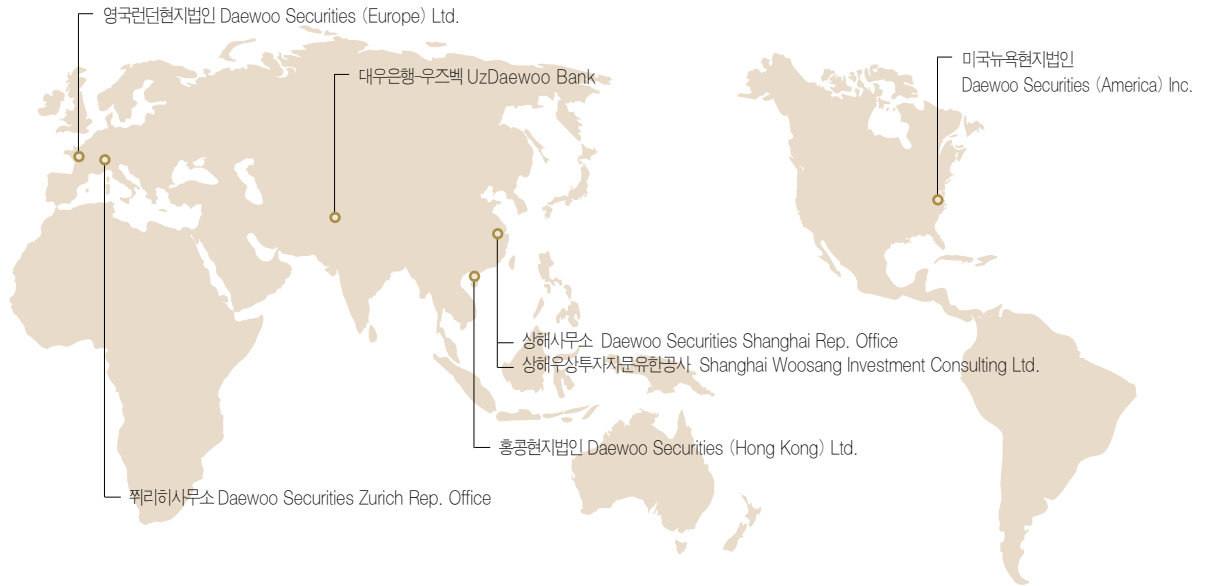 영국런던현지법인 Daewoo Securities (Europe) Ltd.
대우은행-우즈벡 UzDaewoo Bank
미국뉴욕현지법인
Daewoo Securities (America) Inc.
상해사무소 Daewoo Securities Shanghai Rep. Office
상해우상투자자문유한공사 Shanghai Woosang Investment Consulting Ltd.
홍콩현지법인 Daewoo Securities (Hong Kong) Ltd.
쮜리히사무소 Daewoo Securities Zurich Rep. Office